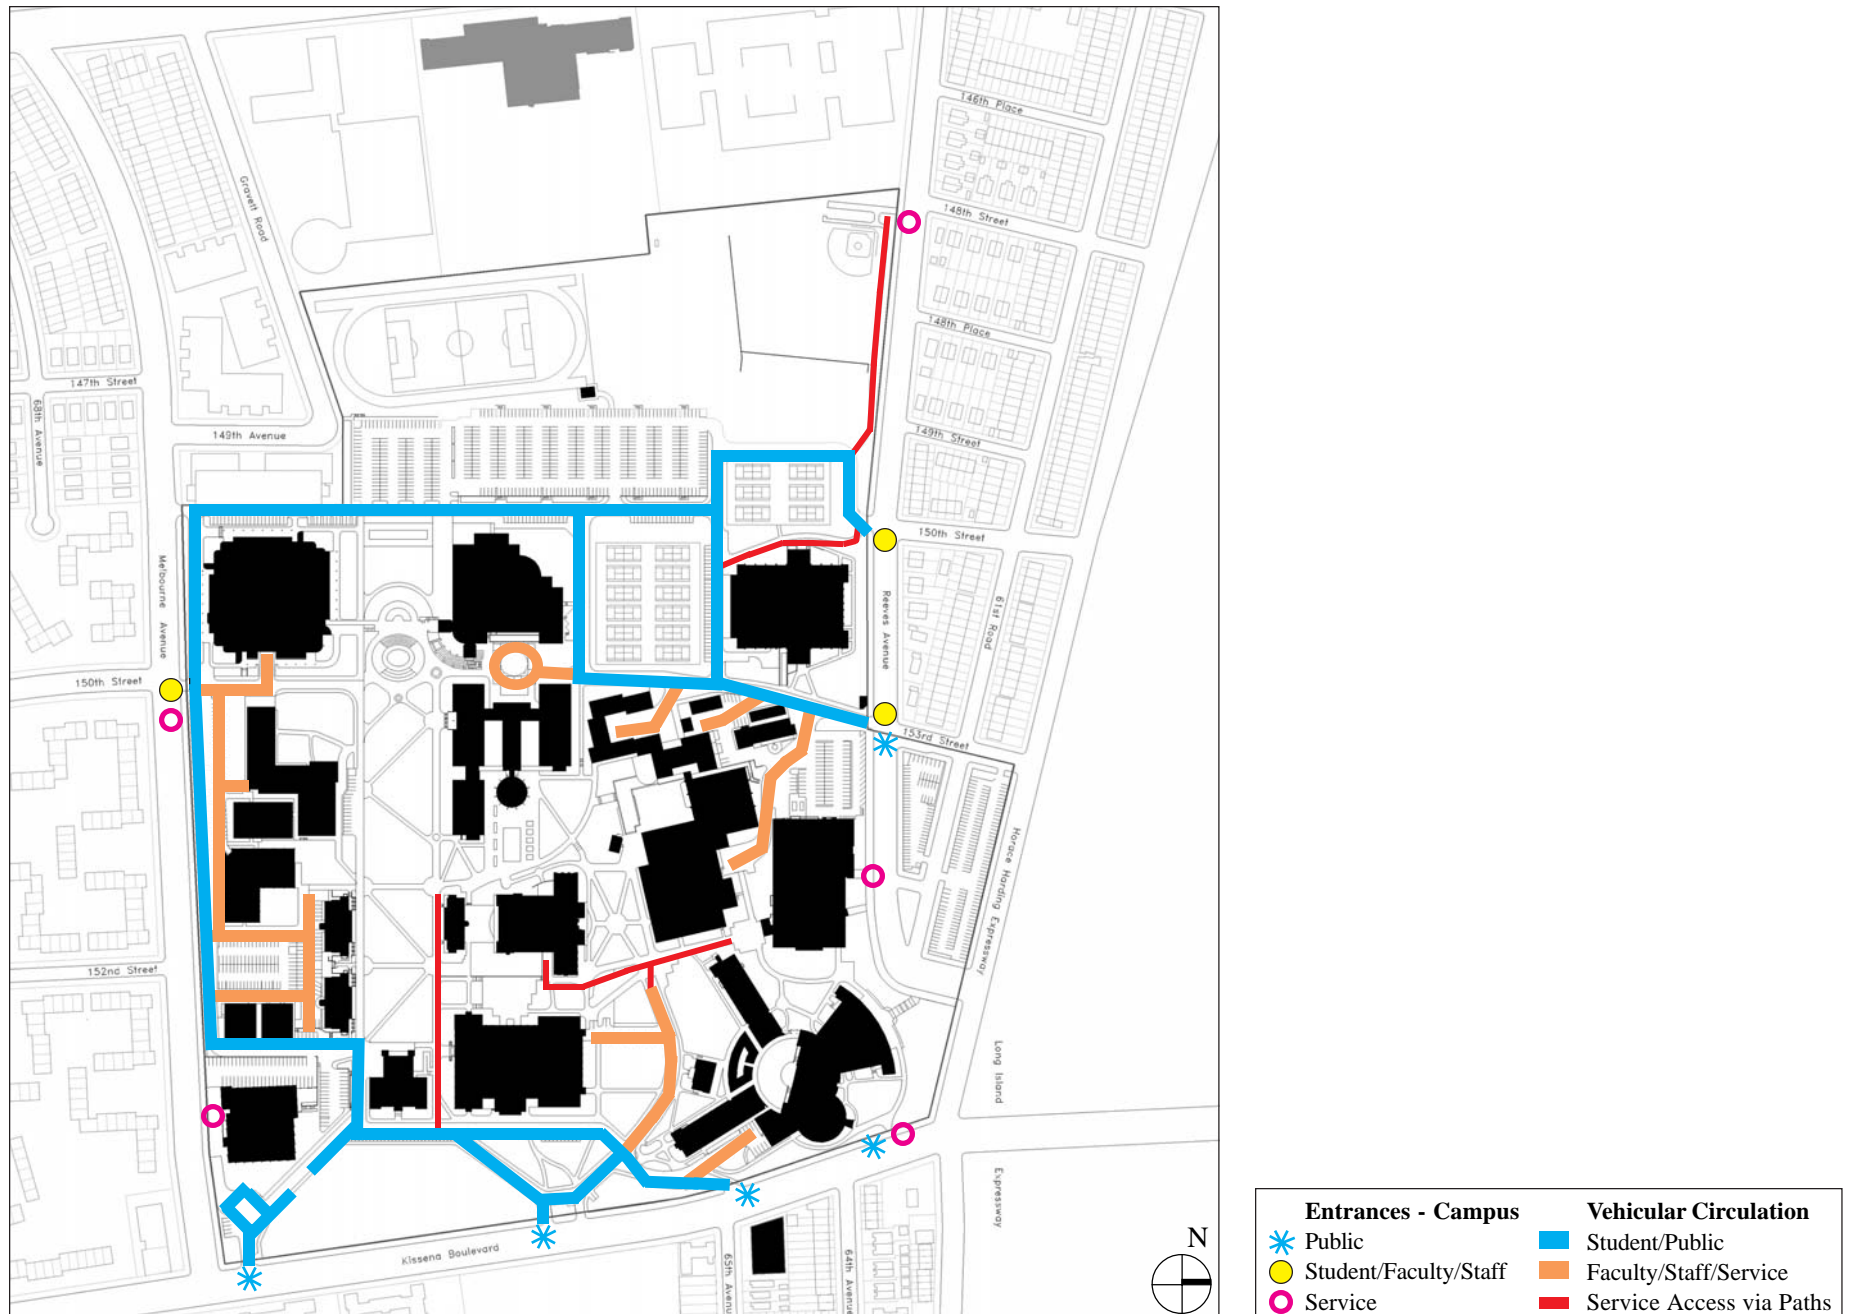 146th Place
Gravett Road
148th Street
148th Place
147th Street
68th Avenue
149th Avenue
149th Street
150th Street
Melbourne Avenue
Reeves Avenue
61st Road
150th Street
153rd Street
Horace Harding Expressway
152nd Street
Long Island
Expressway
Kissena Boulevard
65th Avenue
64th Avenue
N
Entrances - Campus
Public
Student/Faculty/Staff
Service
Vehicular Circulation
Student/Public
Faculty/Staff/Service
Service Access via Paths